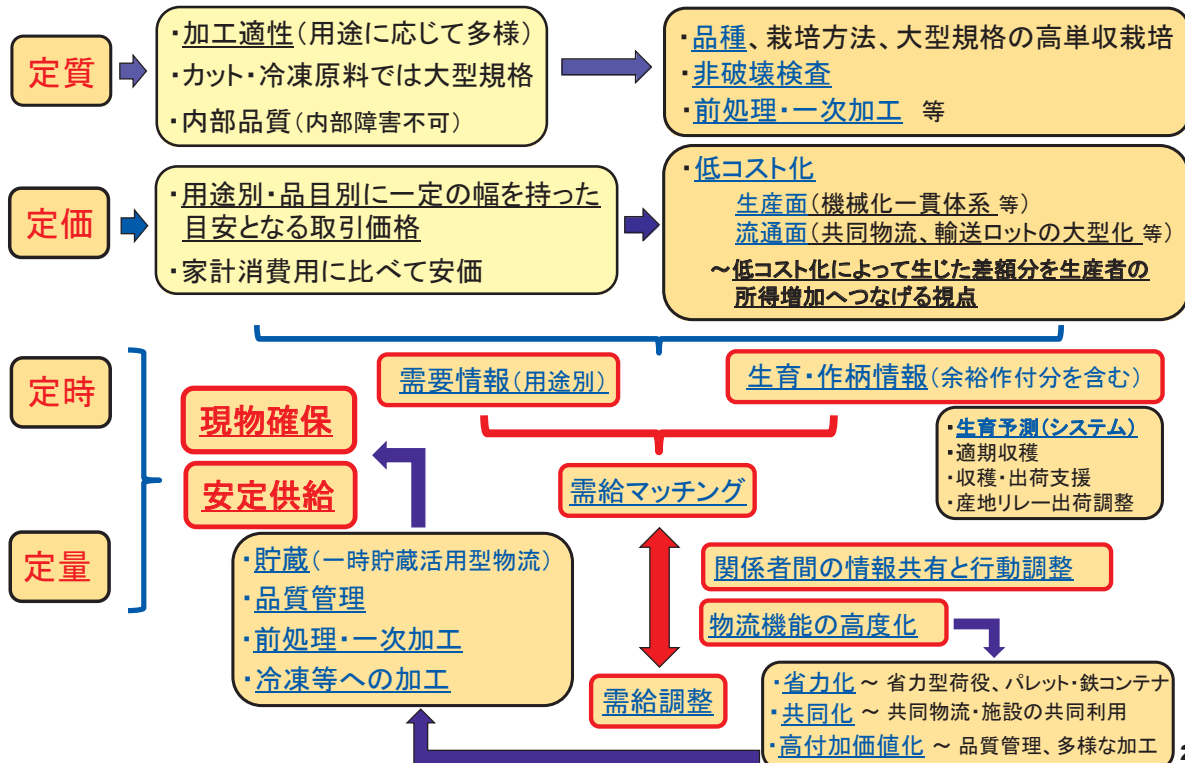 定質
・加工適性(用途に応じて多様)
・カット・冷凍原料では大型規格
・内部品質(内部障害不可)
・品種、栽培方法、大型規格の高単収栽培
・非破壊検査
・前処理・一次加工 等
定価
・用途別・品目別に一定の幅を持った
目安となる取引価格
・家計消費用に比べて安価
・低コスト化
生産面(機械化一貫体系 等)
流通面(共同物流、輸送ロットの大型化 等)
～低コスト化によって生じた差額分を生産者の
所得増加へつなげる視点
定時
定量
現物確保
安定供給
需要情報(用途別)
生育・作柄情報(余裕作付分を含む)
・生育予測(システム)
・適期収穫
・収穫・出荷支援
・産地リレー出荷調整
需給マッチング
・貯蔵(一時貯蔵活用型物流)
・品質管理
・前処理・一次加工
・冷凍等への加工
関係者間の情報共有と行動調整
物流機能の高度化
需給調整
・省力化 ～ 省力型荷役、パレット・鉄コンテナ
・共同化 ～ 共同物流・施設の共同利用
・高付加価値化 ～ 品質管理、多様な加工